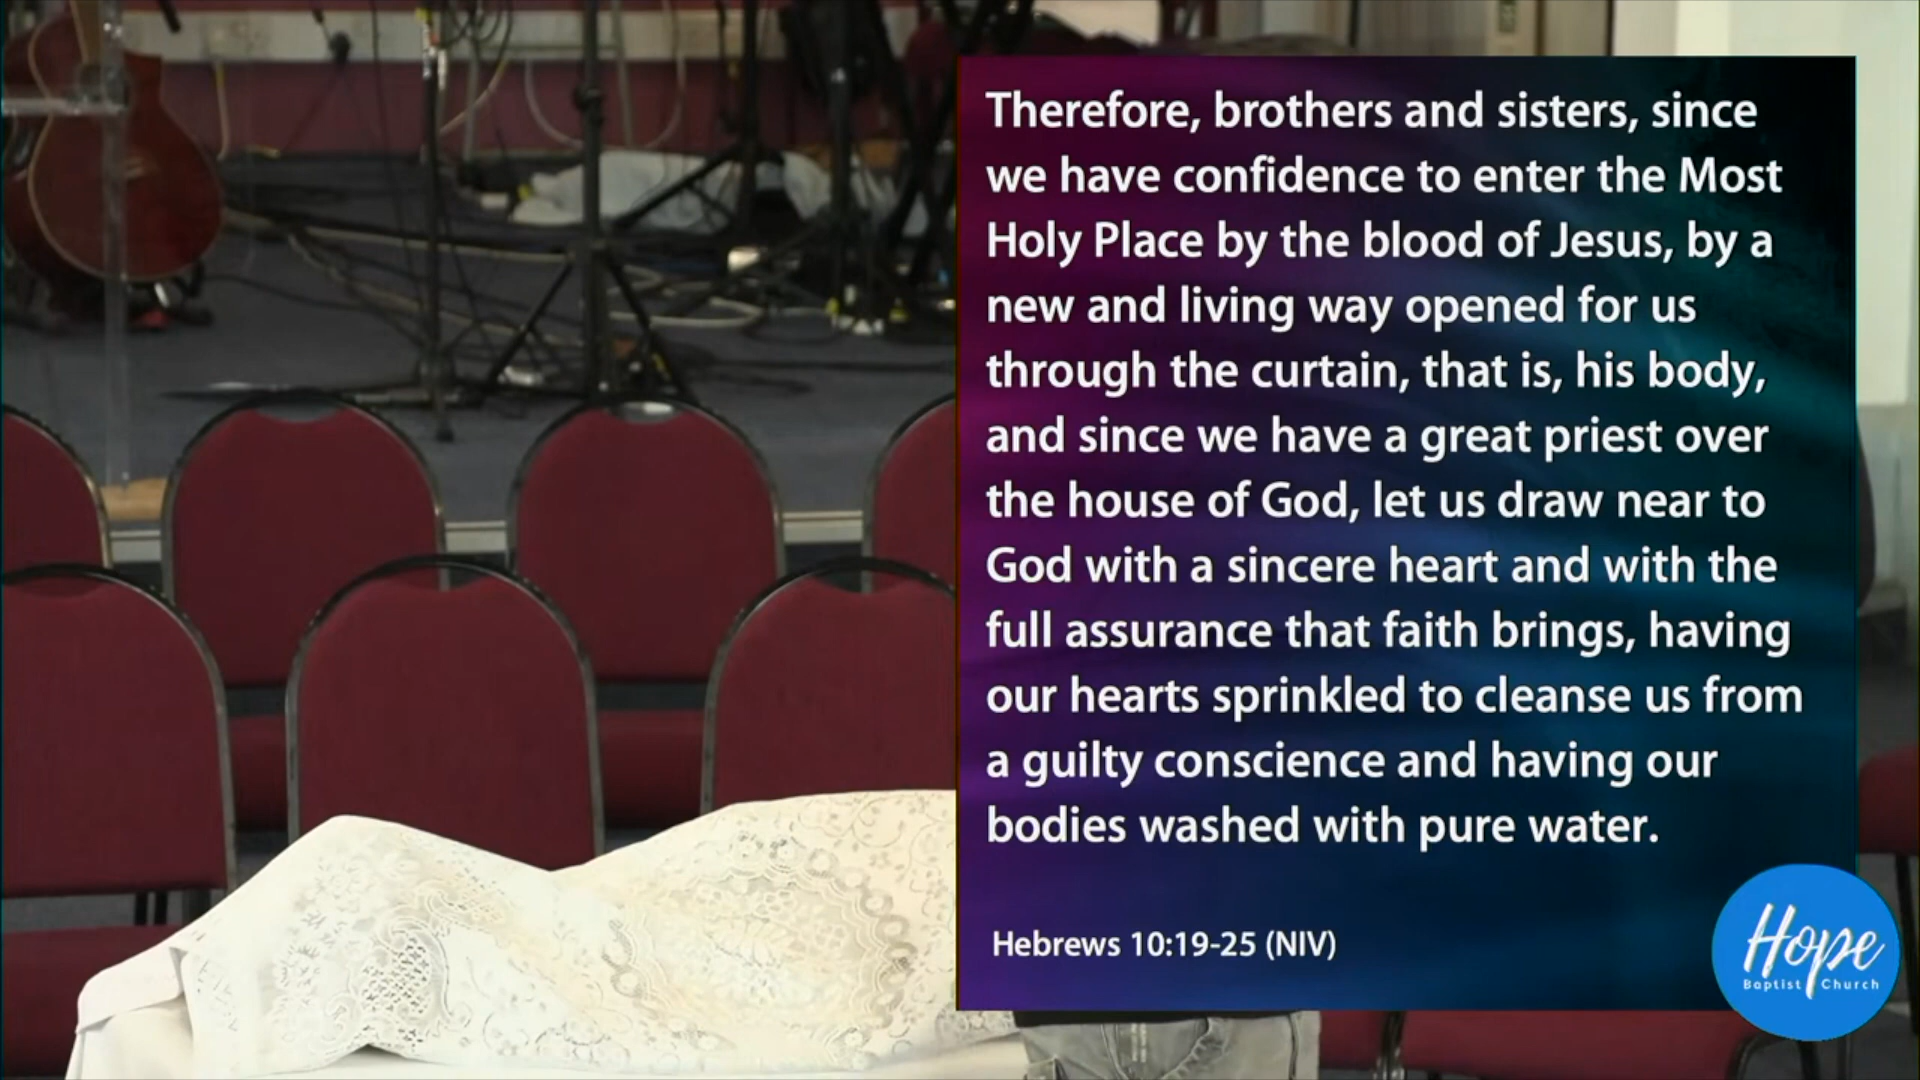 Therefore, brothers and sisters, since
we have confidence to enter the Most
Holy Place by the blood of Jesus, by a
new and living way opened for us
through the curtain, that is, his body,
and since we have a great priest over
the house of God, let us draw near to
God with a sincere heart and with the
full assurance that faith brings, having
our hearts sprinkled to cleanse us from
a guilty conscience and having our
bodies washed with pure water.
Hebrews 10:19-25 (NIV)
Hope
Baptist Church